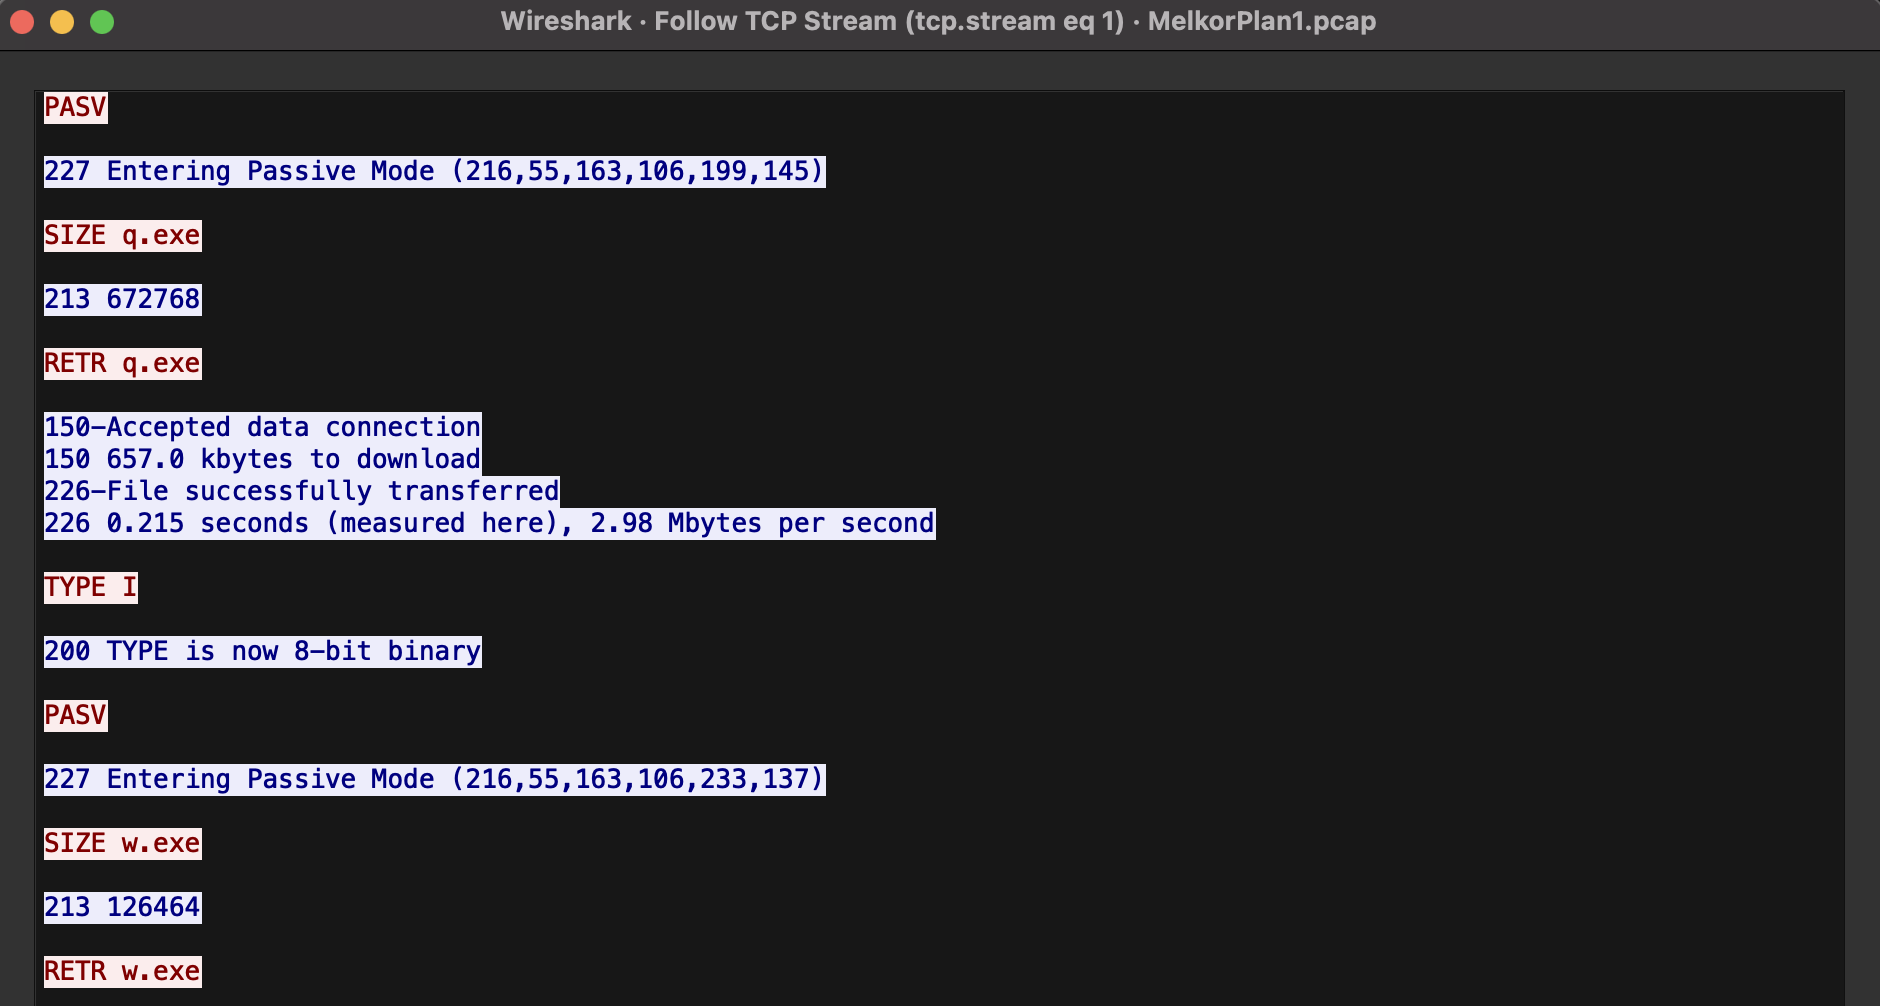 Wireshark · Follow TCP Stream (tcp.stream eq 1) · MelkorPlan1.pcap
PASV
227 Entering Passive Mode (216,55,163,106,199,145)
SIZE q.exe
213 672768
RETR q.exe
150-Accepted data connection
150 657.0 kbytes to download
226-File successfully transferred
226 0.215 seconds (measured here), 2.98 Mbytes per second
TYPE I
200 TYPE is now 8-bit binary
PASV
227 Entering Passive Mode (216,55,163,106,233,137)
SIZE w.exe
213 126464
RETR w.exe